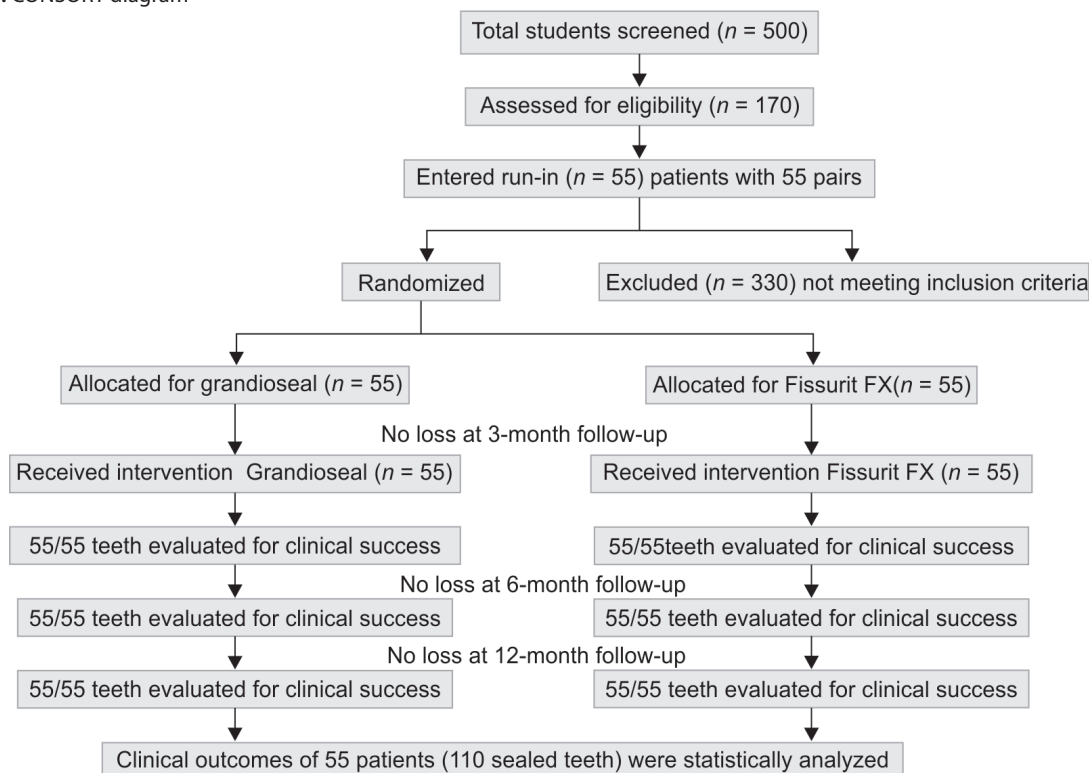 CONSORT diagram
Total students screened (n = 500)
Assessed for eligibility (n = 170)
Entered run-in (n = 55) patients with 55 pairs
Randomized
Excluded (n = 330) not meeting inclusion criteria
Allocated for grandioseal (n = 55)
Allocated for Fissurit FX(n = 55)
No loss at 3-month follow-up
Received intervention Grandioseal (n = 55)
Received intervention Fissurit FX (n = 55)
55/55 teeth evaluated for clinical success
55/55teeth evaluated for clinical success
No loss at 6-month follow-up
55/55 teeth evaluated for clinical success
55/55 teeth evaluated for clinical success
No loss at 12-month follow-up
55/55 teeth evaluated for clinical success
55/55 teeth evaluated for clinical success
Clinical outcomes of 55 patients (110 sealed teeth) were statistically analyzed